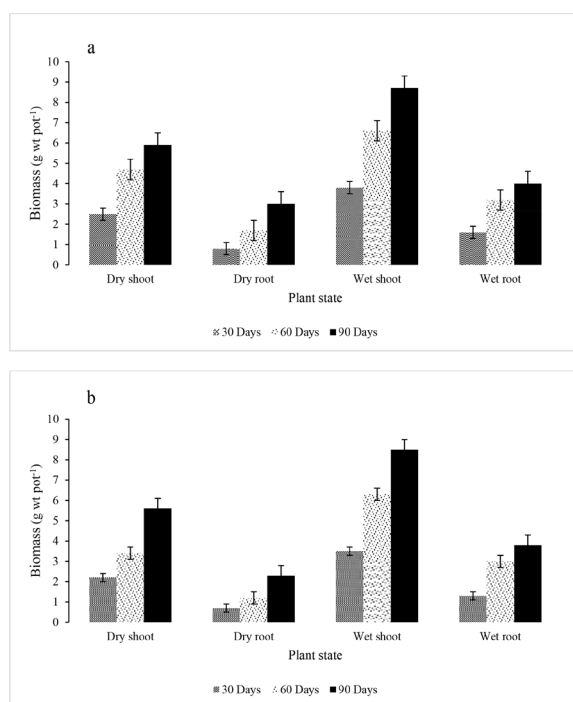 a
10
9
8
7
6
5
4
3
2
1
0
Biomass (g wt pot⁻¹)
Dry shoot Dry root Wet shoot Wet root
Plant state
30 Days 60 Days 90 Days
b
10
9
8
7
6
5
4
3
2
1
0
Biomass (g wt pot⁻¹)
Dry shoot Dry root Wet shoot Wet root
Plant state
30 Days 60 Days 90 Days